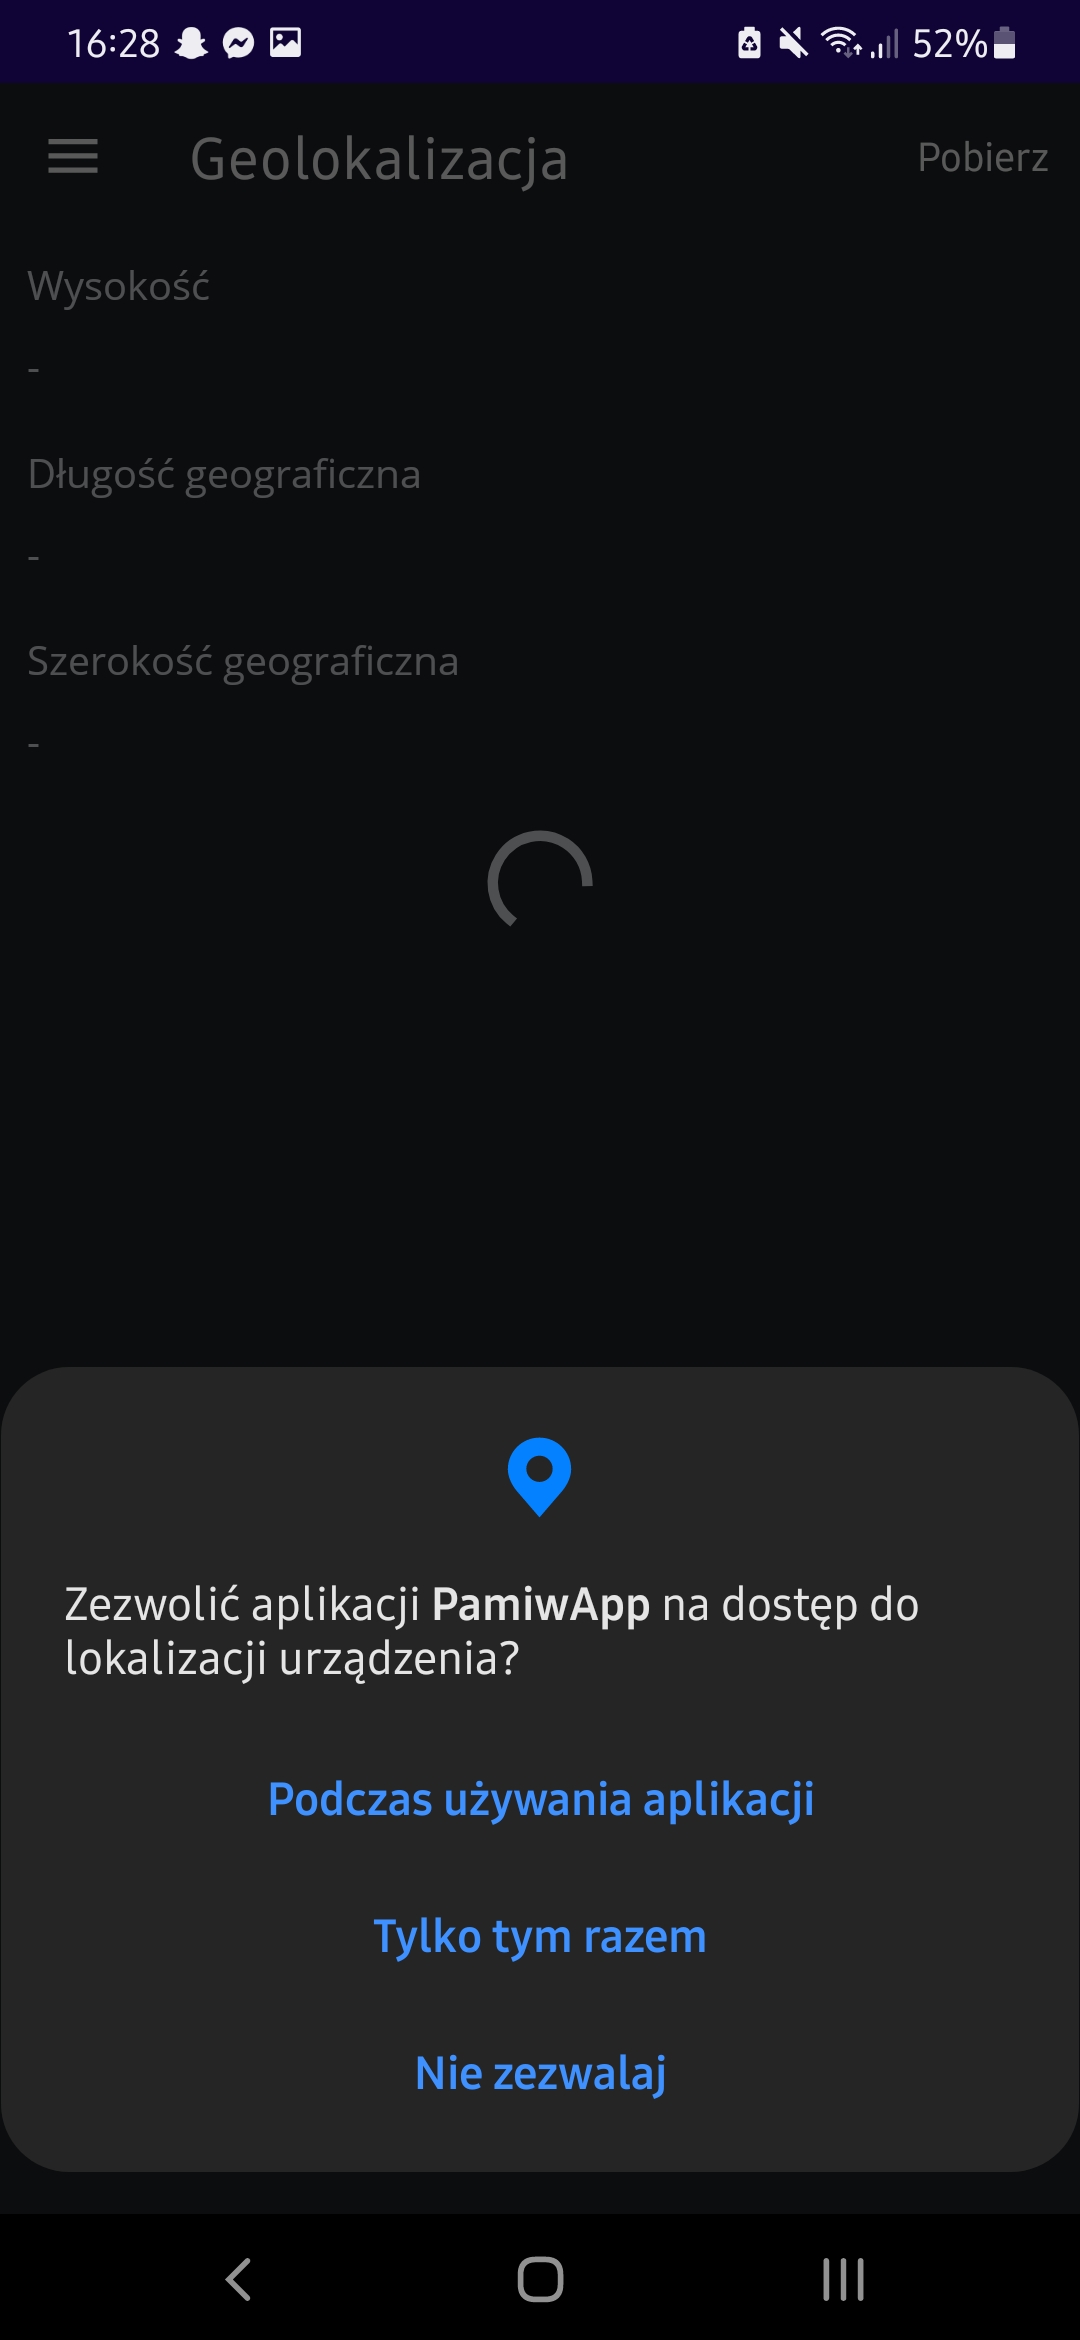 16:28
52%
Geolokalizacja
Pobierz
Wysokość
-
Długość geograficzna
-
Szerokość geograficzna
-
Zezwolić aplikacji PamiwApp na dostęp do
lokalizacji urządzenia?
Podczas używania aplikacji
Tylko tym razem
Nie zezwalaj